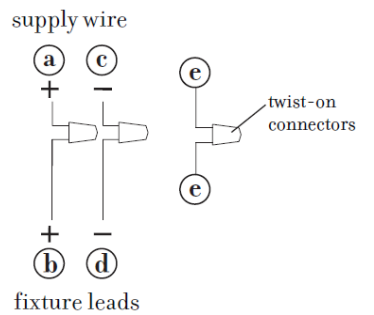 supply wire
a c
+ −
e
twist-on
connectors
e
+ −
b d
fixture leads